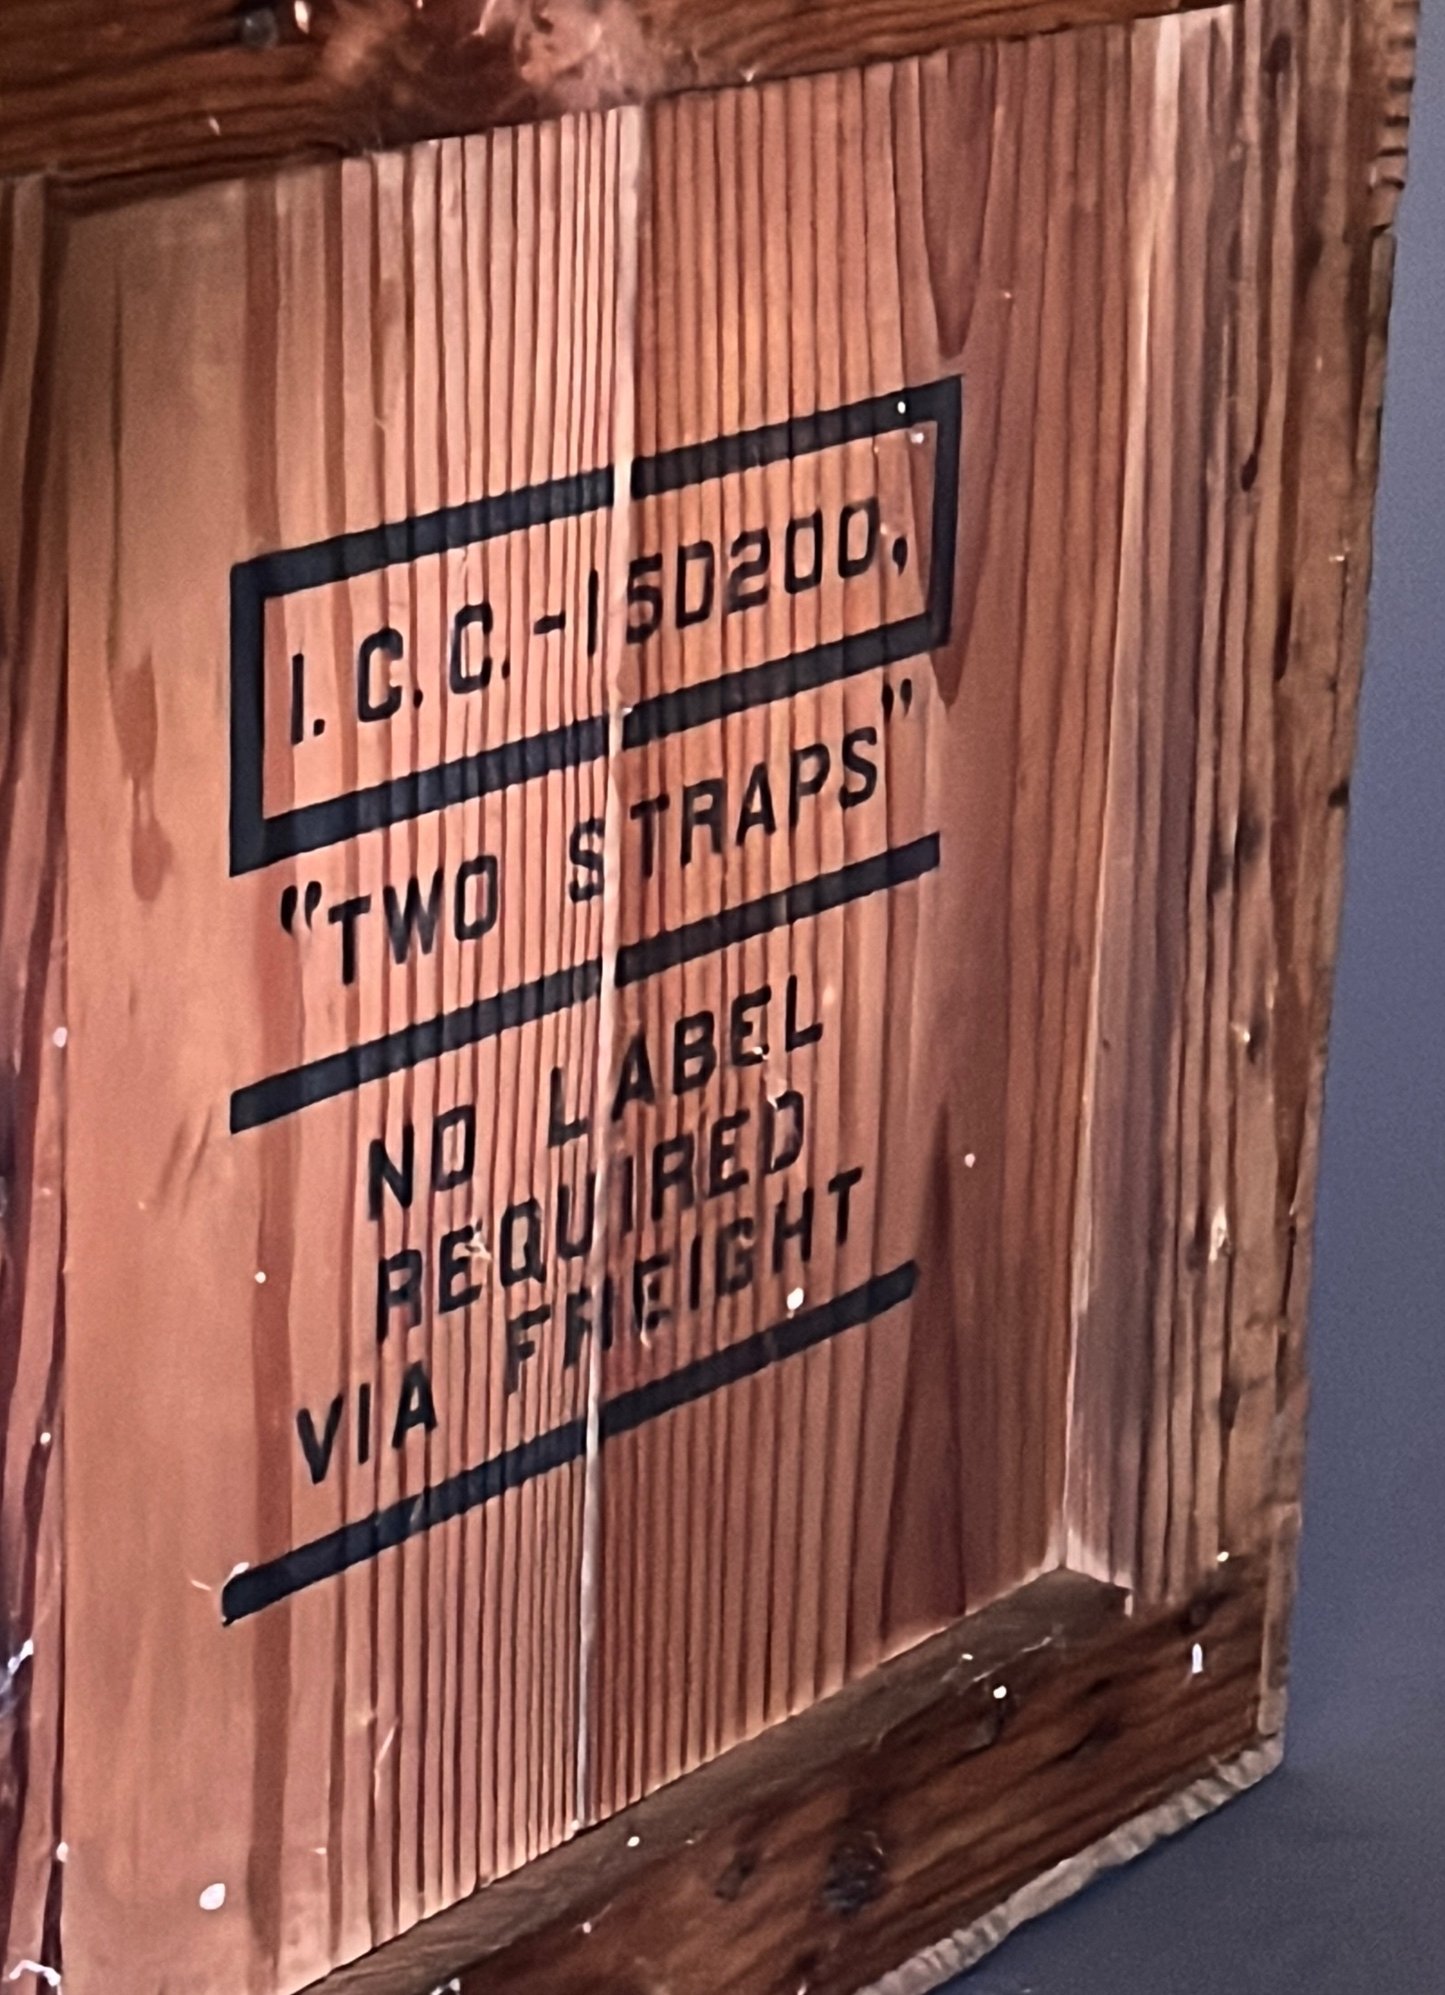 I.C.C.-15D200.
"TWO STRAPS"
NO LABEL
REQUIRED
VIA FREIGHT